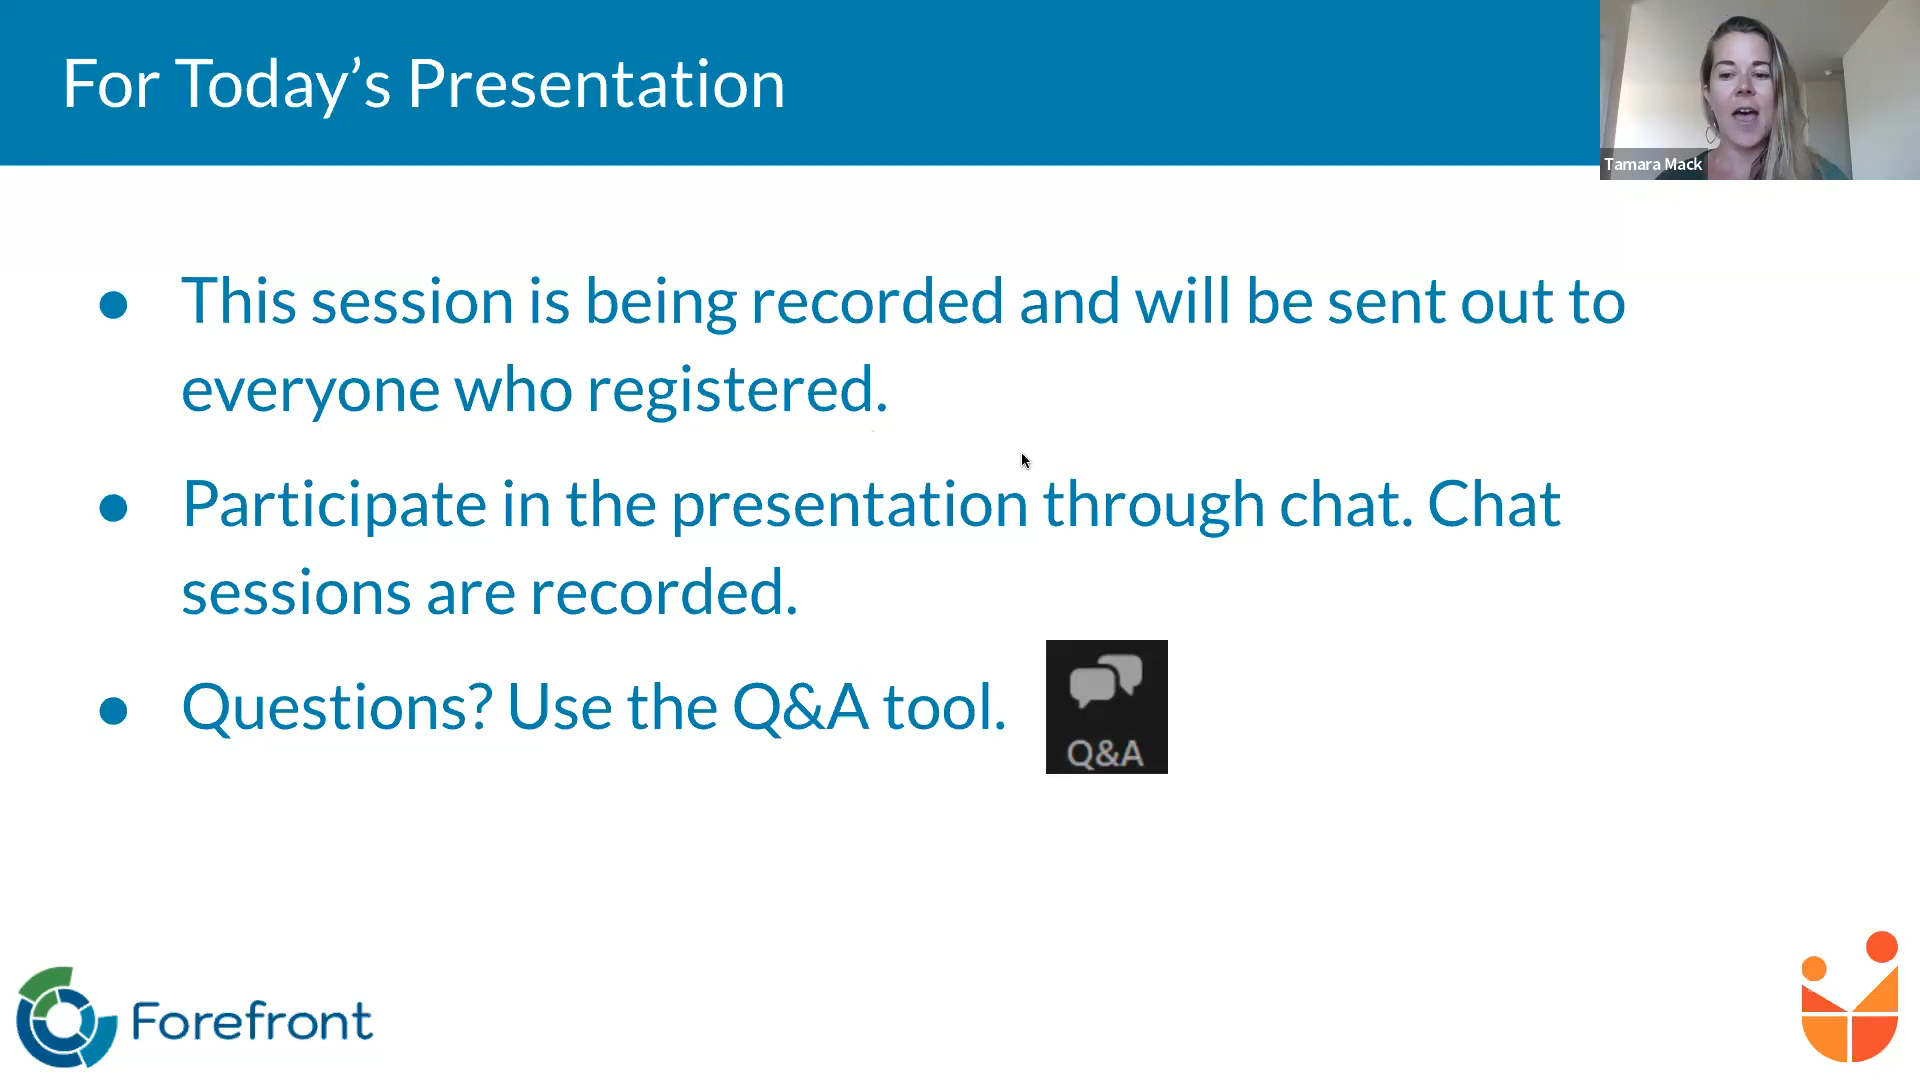 For Today’s Presentation
Tamara Mack
● This session is being recorded and will be sent out to
everyone who registered.
● Participate in the presentation through chat. Chat
sessions are recorded.
● Questions? Use the Q&A tool.
Q&A
Forefront